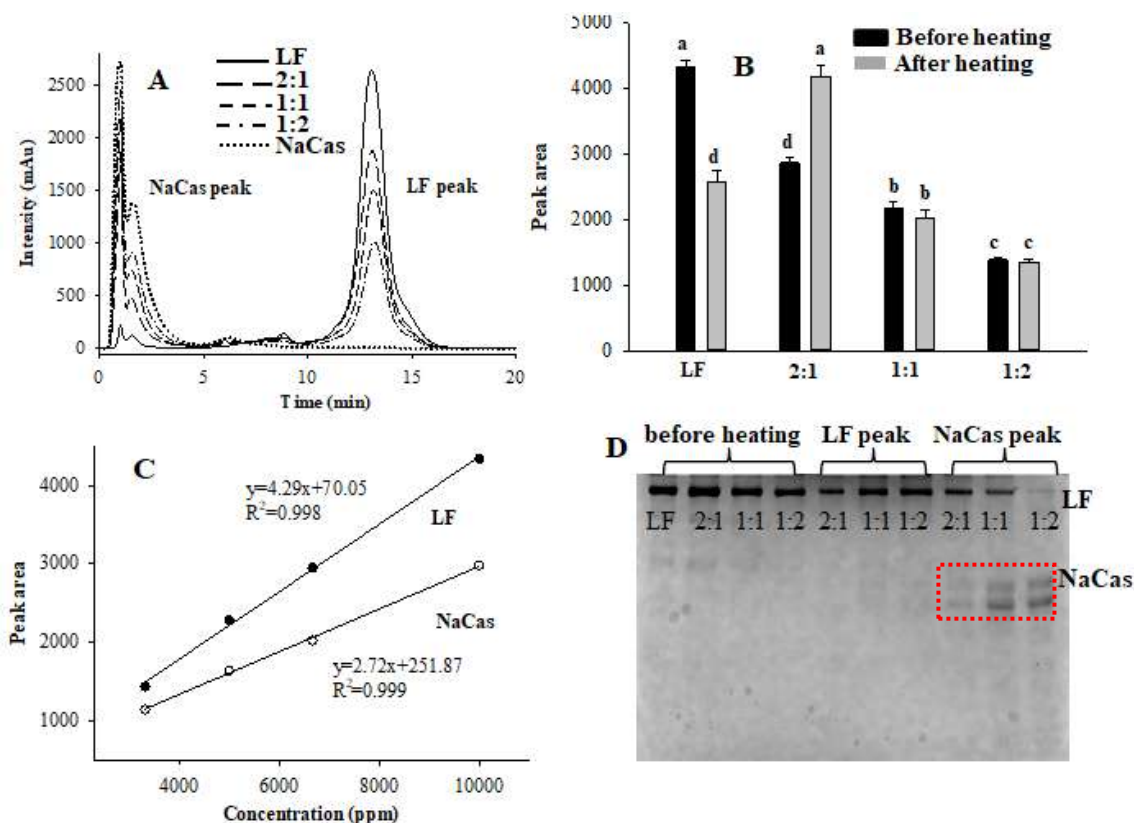 A
LF
2:1
1:1
1:2
NaCas
NaCas peak
LF peak
Intensity (mAu)
2500
2000
1500
1000
500
0
0 5 10 15 20
Time (min)
B
Before heating
After heating
Peak area
5000
4000
3000
2000
1000
0
a d d a b b c c
LF 2:1 1:1 1:2
C
y=4.29x+70.05
R²=0.998
LF
NaCas
y=2.72x+251.87
R²=0.999
Peak area
4000
3000
2000
1000
4000 6000 8000 10000
Concentration (ppm)
D
before heating LF peak NaCas peak
LF
LF 2:1 1:1 1:2 2:1 1:1 1:2 2:1 1:1 1:2
NaCas